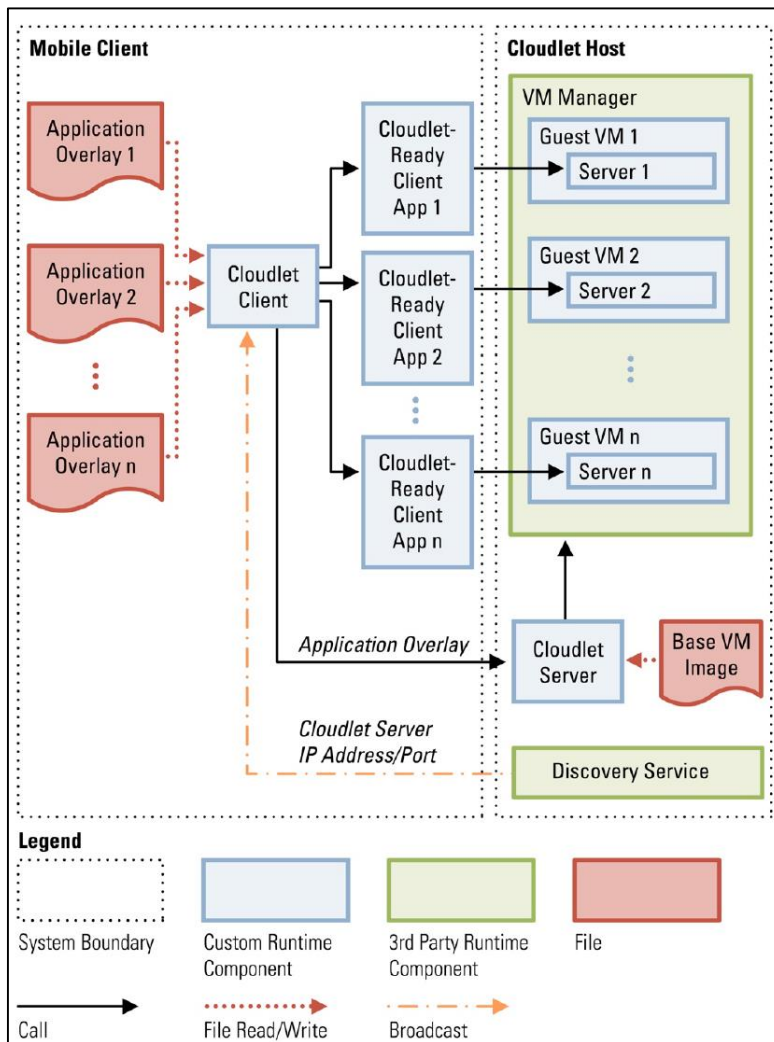 Mobile Client
Application
Overlay 1
Application
Overlay 2
Application
Overlay n
Cloudlet
Client
Cloudlet-
Ready
Client
App 1
Cloudlet-
Ready
Client
App 2
Cloudlet-
Ready
Client
App n
Application Overlay
Cloudlet Server
IP Address/Port
Cloudlet Host
VM Manager
Guest VM 1
Server 1
Guest VM 2
Server 2
Guest VM n
Server n
Cloudlet
Server
Base VM
Image
Discovery Service
Legend
System Boundary
Custom Runtime
Component
3rd Party Runtime
Component
File
Call
File Read/Write
Broadcast